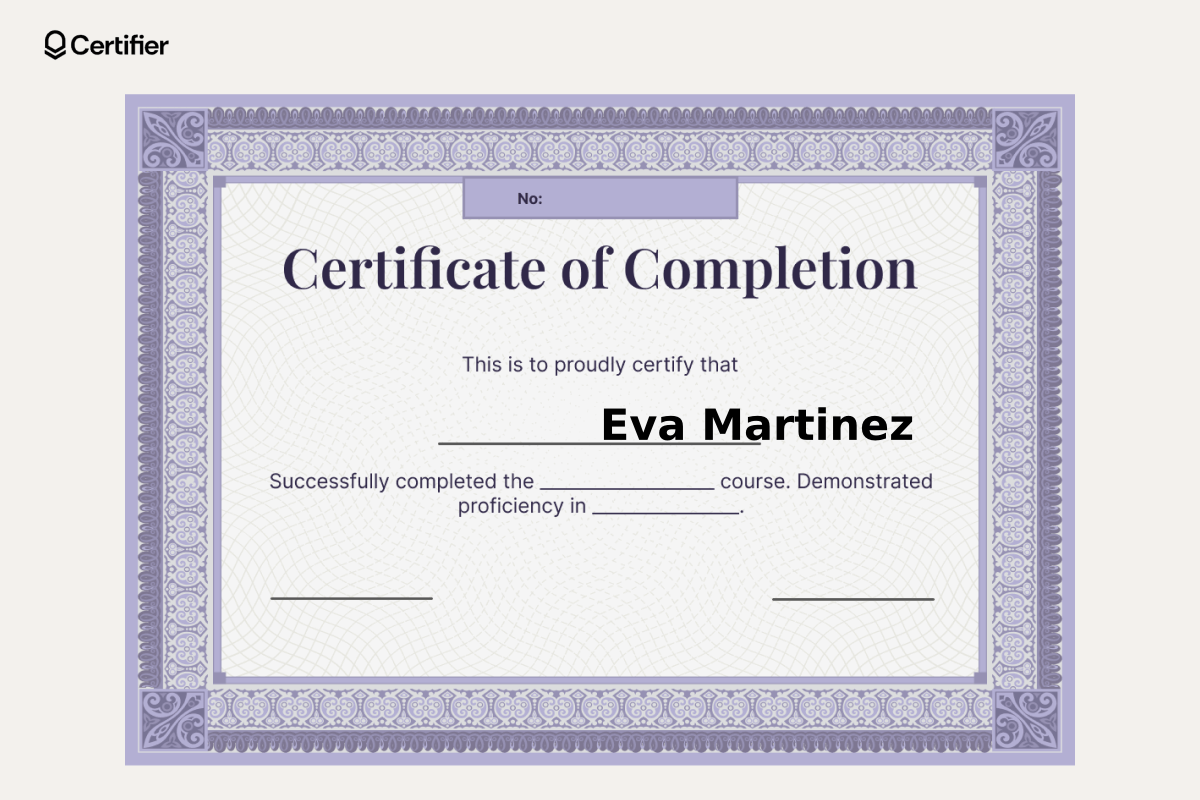 Certifier
No:
Certificate of Completion
This is to proudly certify that
Eva Martinez
Successfully completed the ________________ course. Demonstrated
proficiency in ______________.